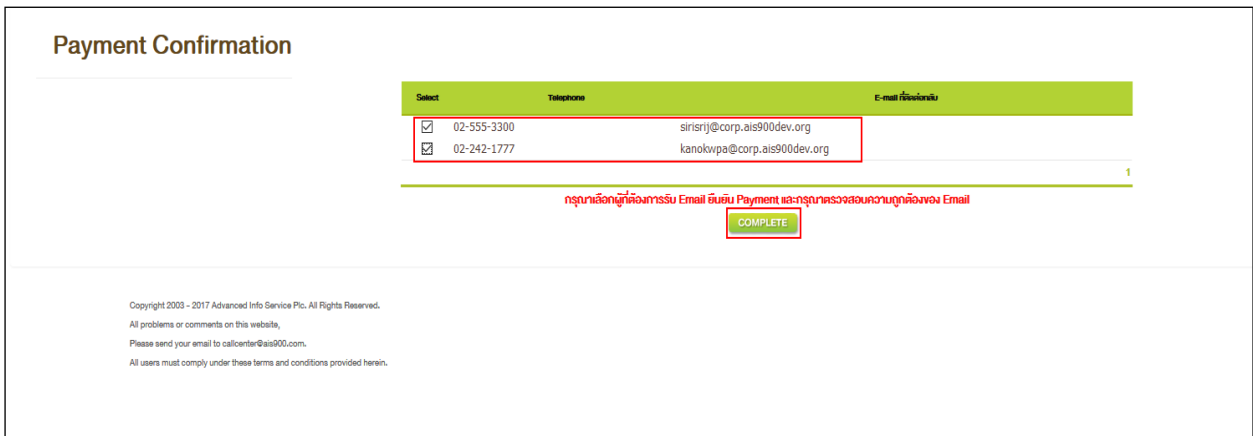 Payment Confirmation
Select Telephone E-mail ที่ติดต่อกลับ
02-555-3300 sirisrij@corp.ais900dev.org
02-242-1777 kanokwpa@corp.ais900dev.org
1
กรุณาเลือกผู้ที่ต้องการรับ Email ยืนยัน Payment และกรุณาตรวจสอบความถูกต้องของ Email
COMPLETE
Copyright 2003 - 2017 Advanced Info Service Plc. All Rights Reserved.
All problems or comments on this website,
Please send your email to callcenter@ais900.com.
All users must comply under these terms and conditions provided herein.